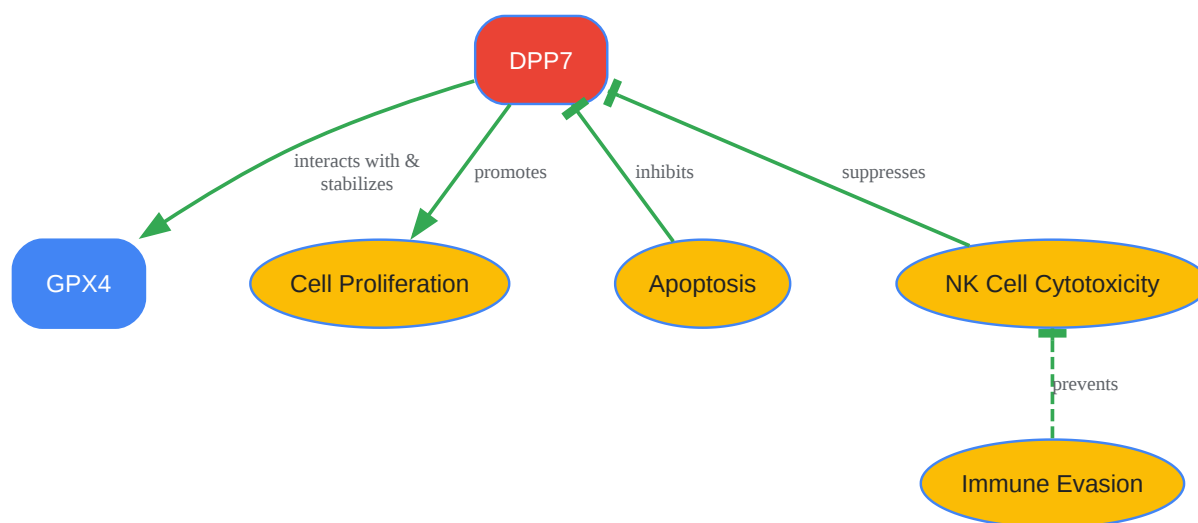 DPP7
interacts with &
stabilizes
promotes
inhibits
suppresses
GPX4
Cell Proliferation
Apoptosis
NK Cell Cytotoxicity
prevents
Immune Evasion